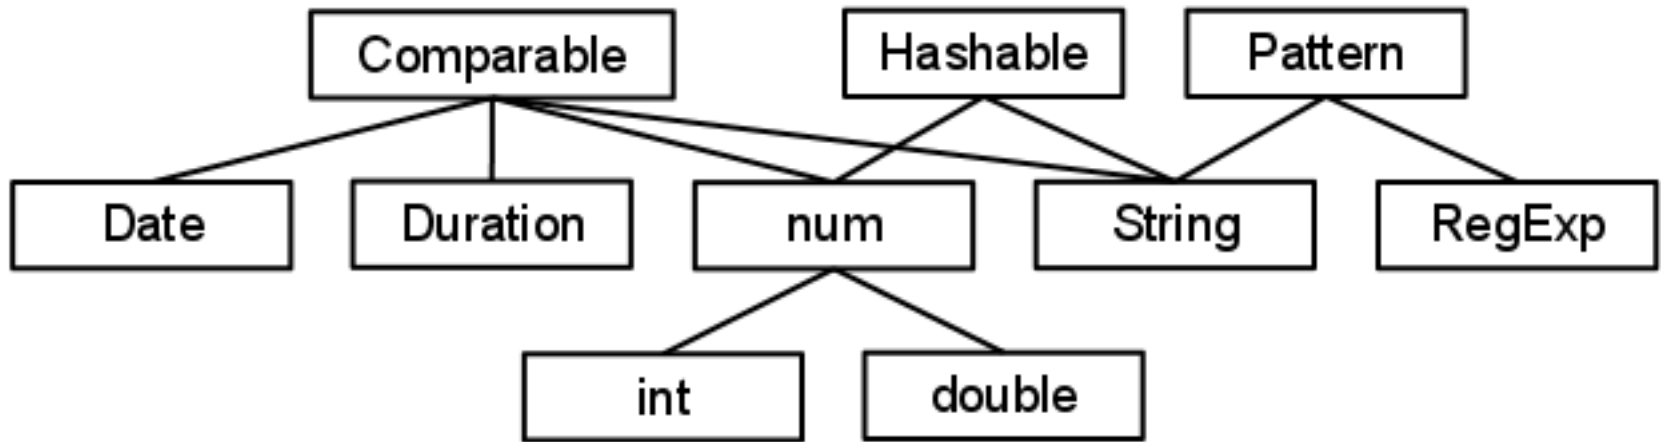 Comparable
Hashable
Pattern
Date
Duration
num
String
RegExp
int
double